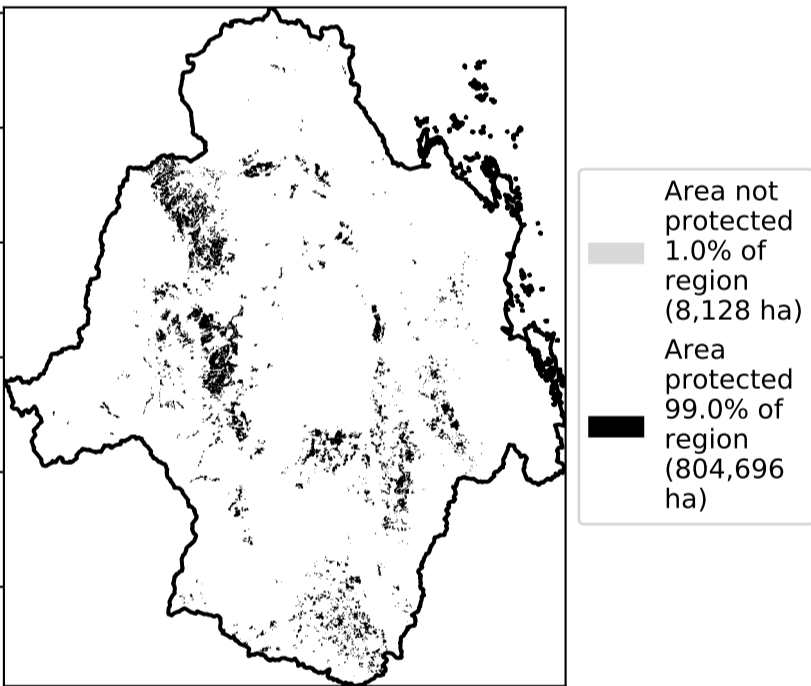 Area not
protected
1.0% of
region
(8,128 ha)
Area
protected
99.0% of
region
(804,696
ha)